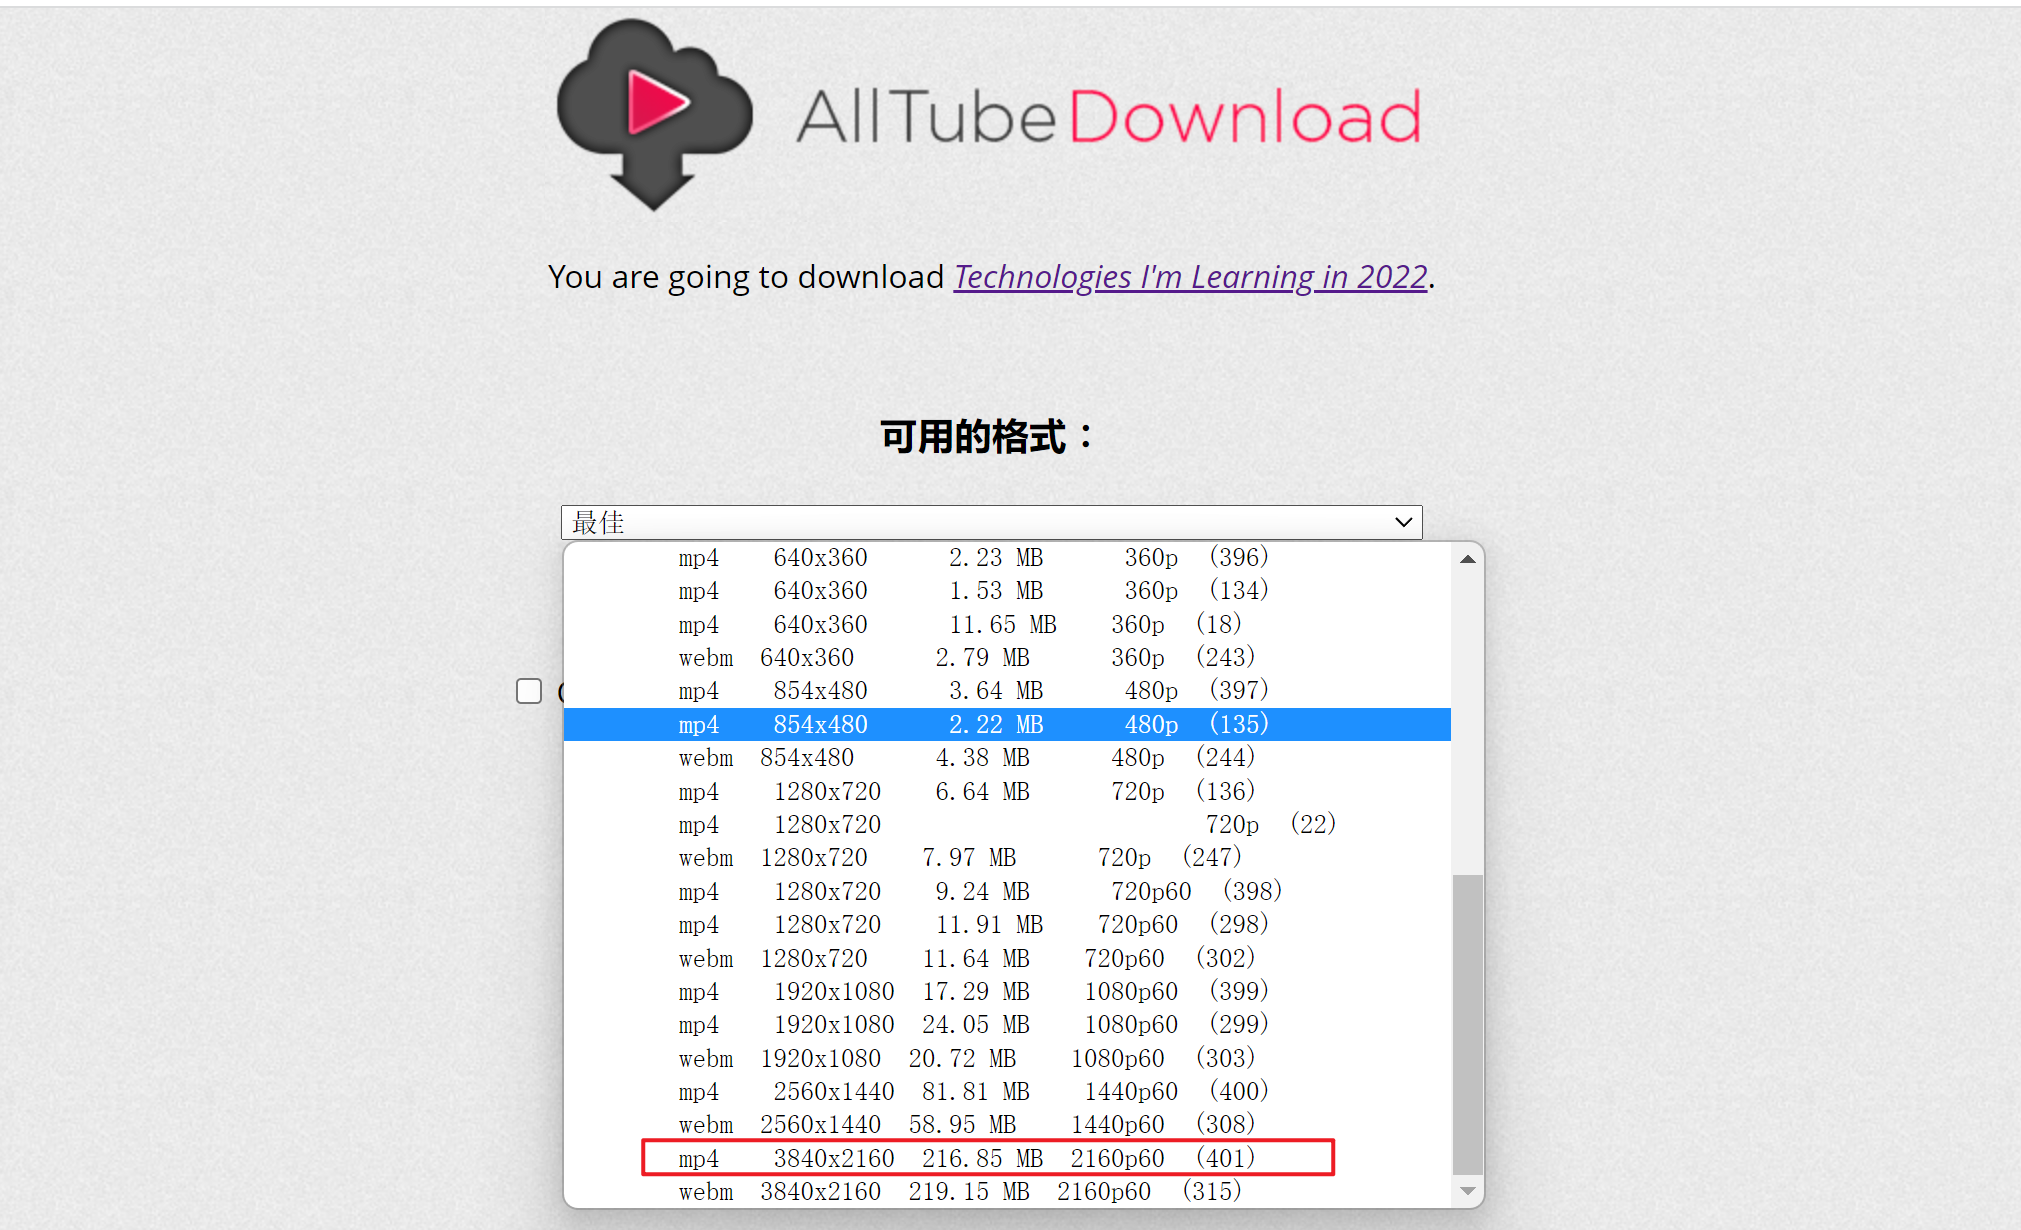 AllTubeDownload
You are going to download Technologies I'm Learning in 2022.
可用的格式：
最佳
mp4 640x360 2.23 MB 360p (396)
mp4 640x360 1.53 MB 360p (134)
mp4 640x360 11.65 MB 360p (18)
webm 640x360 2.79 MB 360p (243)
mp4 854x480 3.64 MB 480p (397)
mp4 854x480 2.22 MB 480p (135)
webm 854x480 4.38 MB 480p (244)
mp4 1280x720 6.64 MB 720p (136)
mp4 1280x720 720p (22)
webm 1280x720 7.97 MB 720p (247)
mp4 1280x720 9.24 MB 720p60 (398)
mp4 1280x720 11.91 MB 720p60 (298)
webm 1280x720 11.64 MB 720p60 (302)
mp4 1920x1080 17.29 MB 1080p60 (399)
mp4 1920x1080 24.05 MB 1080p60 (299)
webm 1920x1080 20.72 MB 1080p60 (303)
mp4 2560x1440 81.81 MB 1440p60 (400)
webm 2560x1440 58.95 MB 1440p60 (308)
mp4 3840x2160 216.85 MB 2160p60 (401)
webm 3840x2160 219.15 MB 2160p60 (315)